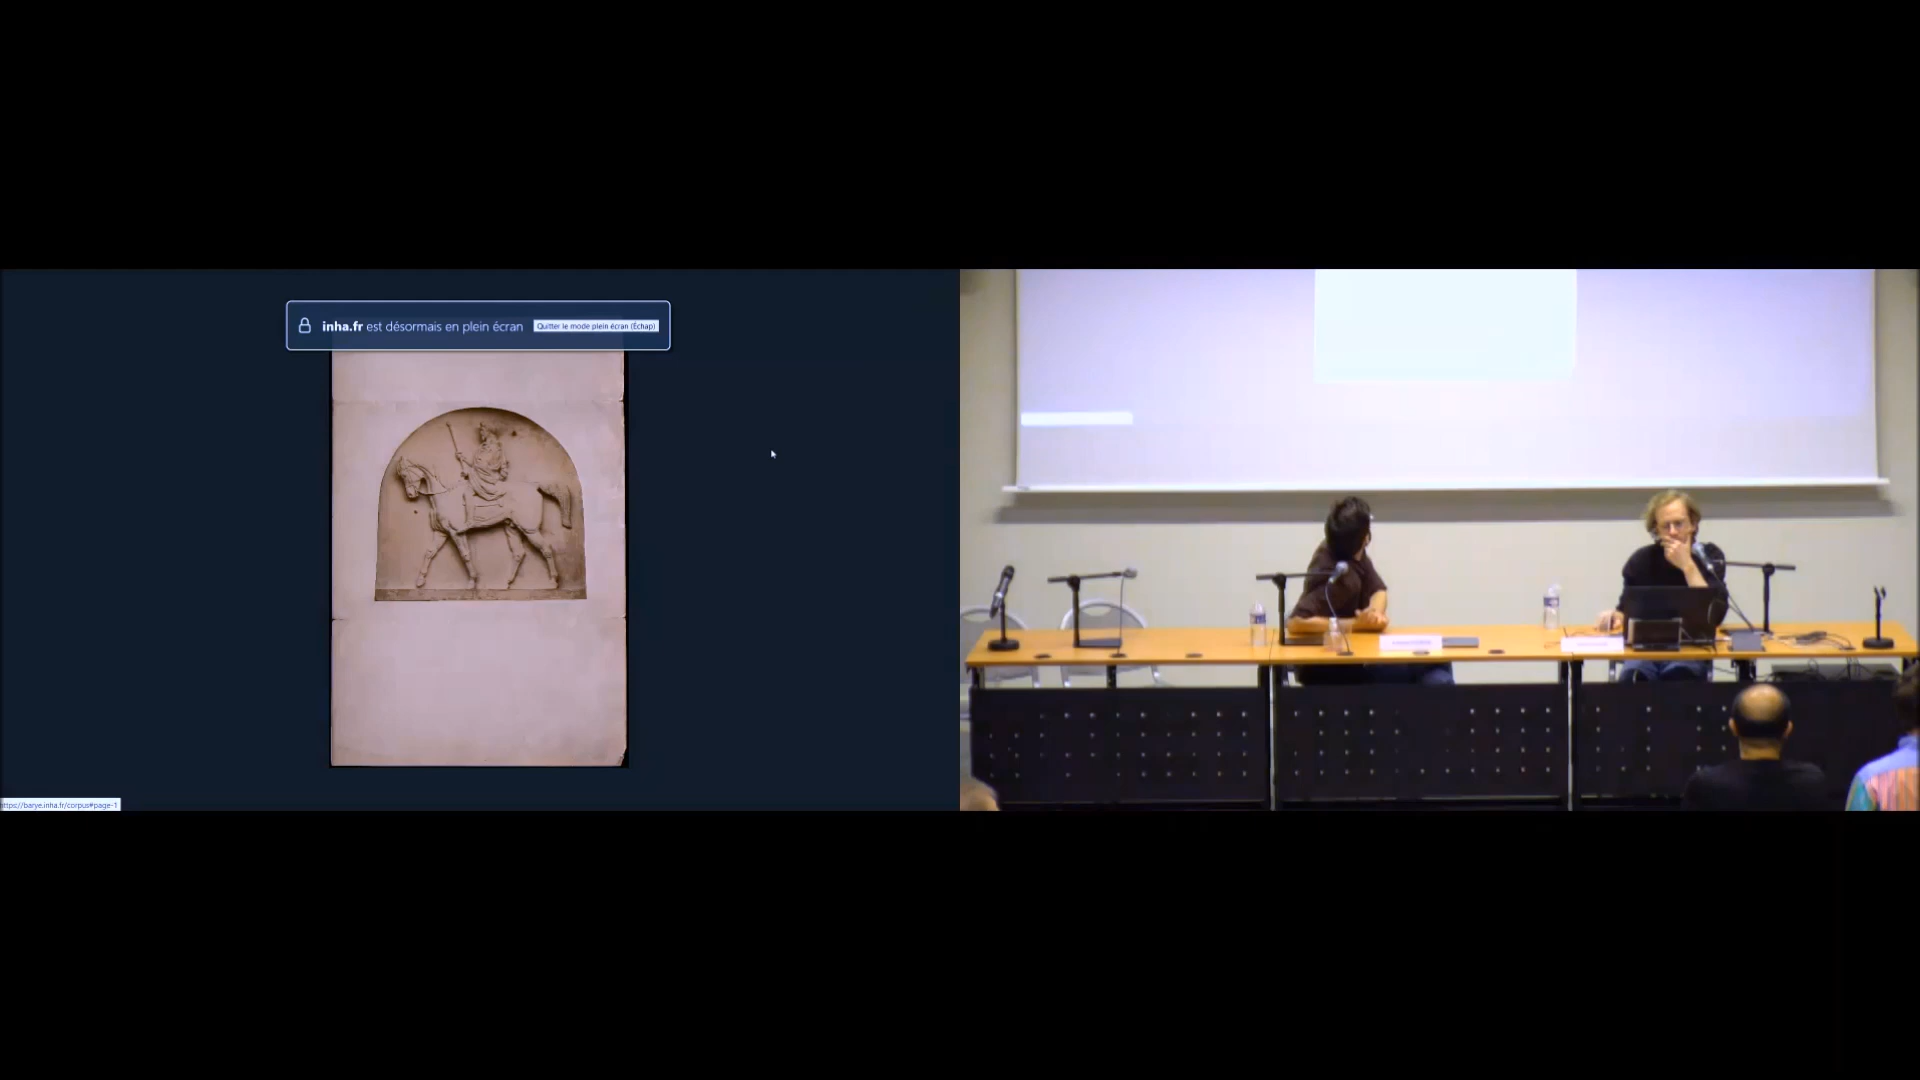 inha.fr est désormais en plein écran Quitter le mode plein écran (Échap)
https://barye.inha.fr/corpus#page-1